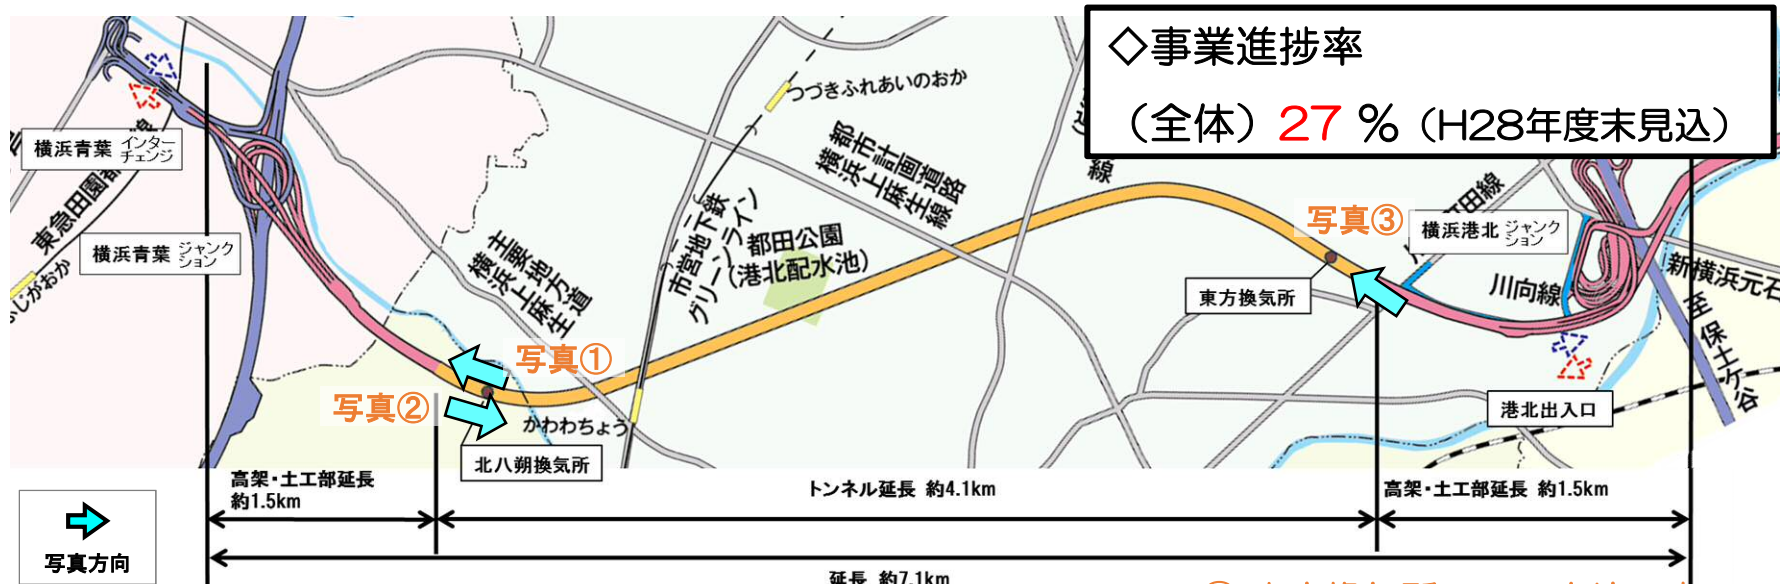 ◇事業進捗率
(全体) 27 % (H28年度末見込)
つづきふれあいのおか
横浜青葉 インターチェンジ
東急田園都
横浜青葉 ジャンクション
ふじがおか
主要地方道
横浜上麻生
市営地下鉄
グリーンライン
都田公園
(港北配水池)
都市計画道路
横浜上麻生線
線
写真③
町田線
横浜港北 ジャンクション
東方換気所
川向線
新横浜元石
至 保土ケ谷
港北出入口
写真①
写真②
かわわちょう
北八朔換気所
高架・土工部延長
約1.5km
トンネル延長 約4.1km
高架・土工部延長 約1.5km
写真方向
延長 約7.1km